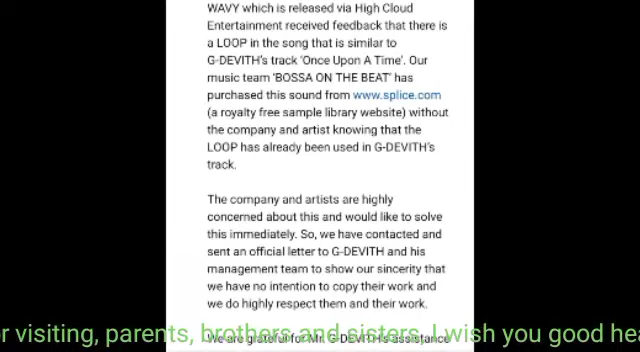 WAVY which is released via High Cloud
Entertainment received feedback that there is
a LOOP in the song that is similar to
G-DEVITH's track 'Once Upon A Time'. Our
music team 'BOSSA ON THE BEAT' has
purchased this sound from www.splice.com
(a royalty free sample library website) without
the company and artist knowing that the
LOOP has already been used in G-DEVITH's
track.
The company and artists are highly
concerned about this and would like to solve
this immediately. So, we have contacted and
sent an official letter to G-DEVITH and his
management team to show our sincerity that
we have no intention to copy their work and
we do highly respect them and their work.
We are grateful for Mr. G-DEVITH's assistance
r visiting, parents, brothers and sisters. I wish you good hea